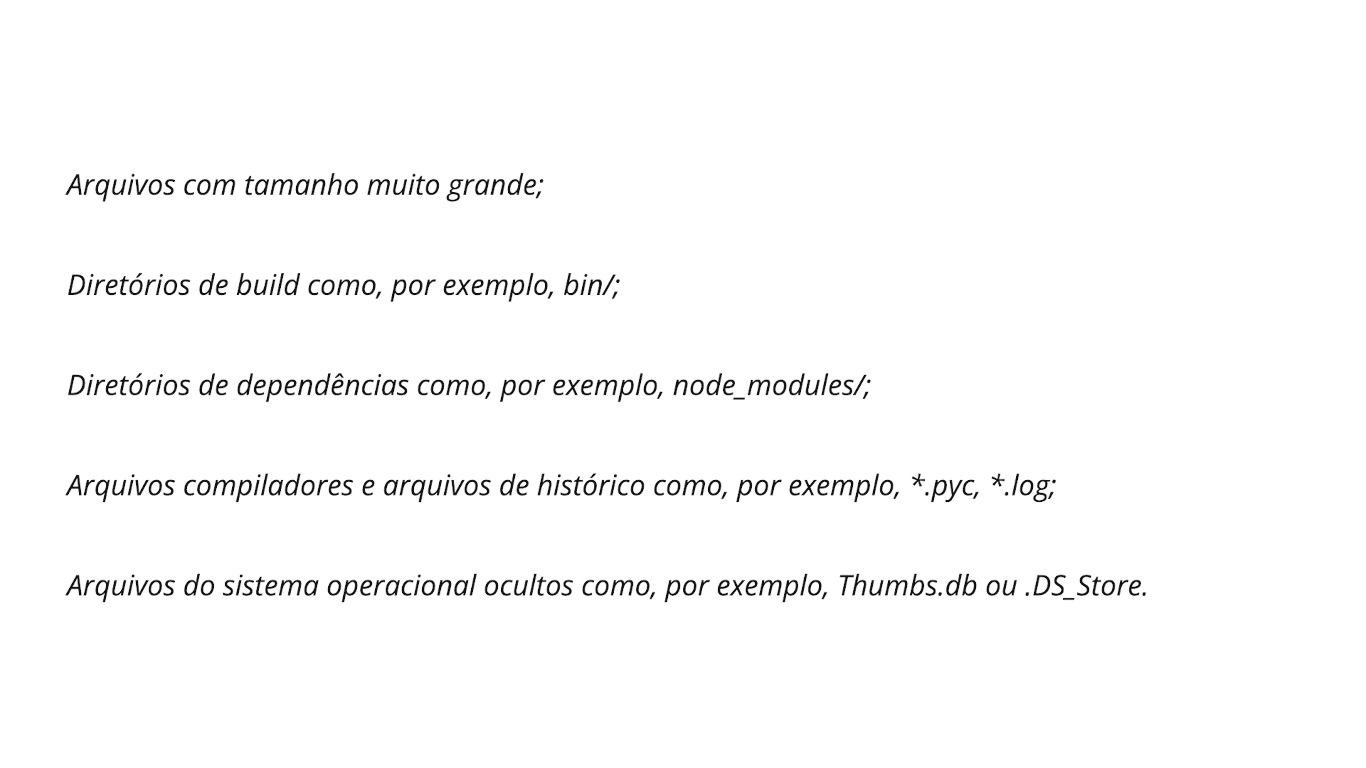 Arquivos com tamanho muito grande;
Diretórios de build como, por exemplo, bin/;
Diretórios de dependências como, por exemplo, node_modules/;
Arquivos compiladores e arquivos de histórico como, por exemplo, *.pyc, *.log;
Arquivos do sistema operacional ocultos como, por exemplo, Thumbs.db ou .DS_Store.